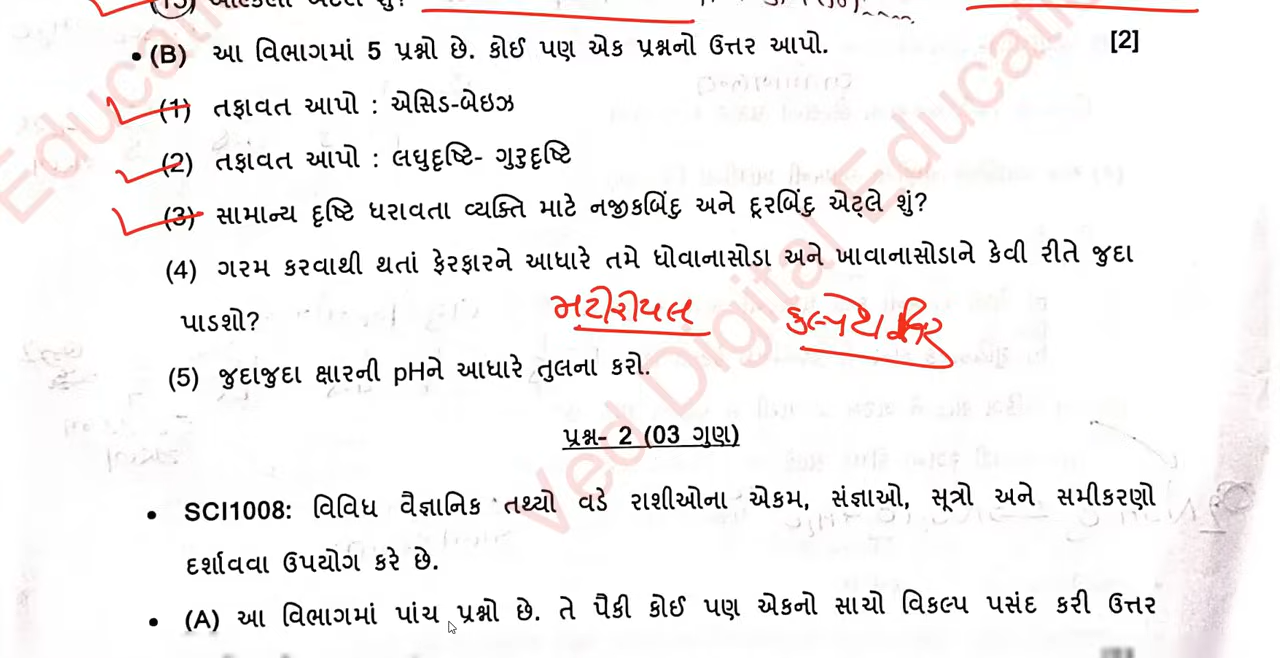 (B) આ વિભાગમાં 5 પ્રશ્નો છે. કોઈ પણ એક પ્રશ્નનો ઉત્તર આપો. [2]
(1) તફાવત આપો : એસિડ-બેઇઝ
(2) તફાવત આપો : લઘુદૃષ્ટિ- ગુરુદૃષ્ટિ
(3) સામાન્ય દૃષ્ટિ ધરાવતા વ્યક્તિ માટે નજીકબિંદુ અને દૂરબિંદુ એટલે શું?
(4) ગરમ કરવાથી થતાં ફેરફારને આધારે તમે ધોવાનાસોડા અને ખાવાનાસોડાને કેવી રીતે જુદા
પાડશો?
મટીરીયલ
(5) જુદાંજુદા ક્ષારની pHને આધારે તુલના કરો.
પ્રશ્ન- 2 (03 ગુણ)
SCI1008: વિવિધ વૈજ્ઞાનિક તથ્યો વડે રાશીઓના એકમ, સંજ્ઞાઓ, સૂત્રો અને સમીકરણો
દર્શાવવા ઉપયોગ કરે છે.
(A) આ વિભાગમાં પાંચ પ્રશ્નો છે. તે પૈકી કોઈ પણ એકનો સાચો વિકલ્પ પસંદ કરી ઉત્તર
Ved Digital Education